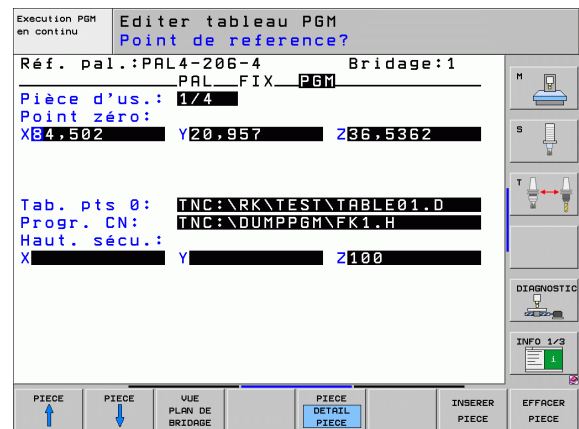 Execution PGM
en continu
Editer tableau PGM
Point de reference?
Réf. pal.:PAL4-206-4 Bridage:1
PAL FIX PGM
Pièce d'us.: 1/4
Point zéro:
X84,502 Y20,957 Z36,5362
Tab. pts 0: TNC:\RK\TEST\TABLE01.D
Progr. CN: TNC:\DUMPPGM\FK1.H
Haut. sécu.:
X Y Z100
M
S
T
DIAGNOSTIC
INFO 1/3
PIECE
PIECE
VUE
PLAN DE
BRIDAGE
PIECE
DETAIL
PIECE
INSERER
PIECE
EFFACER
PIECE